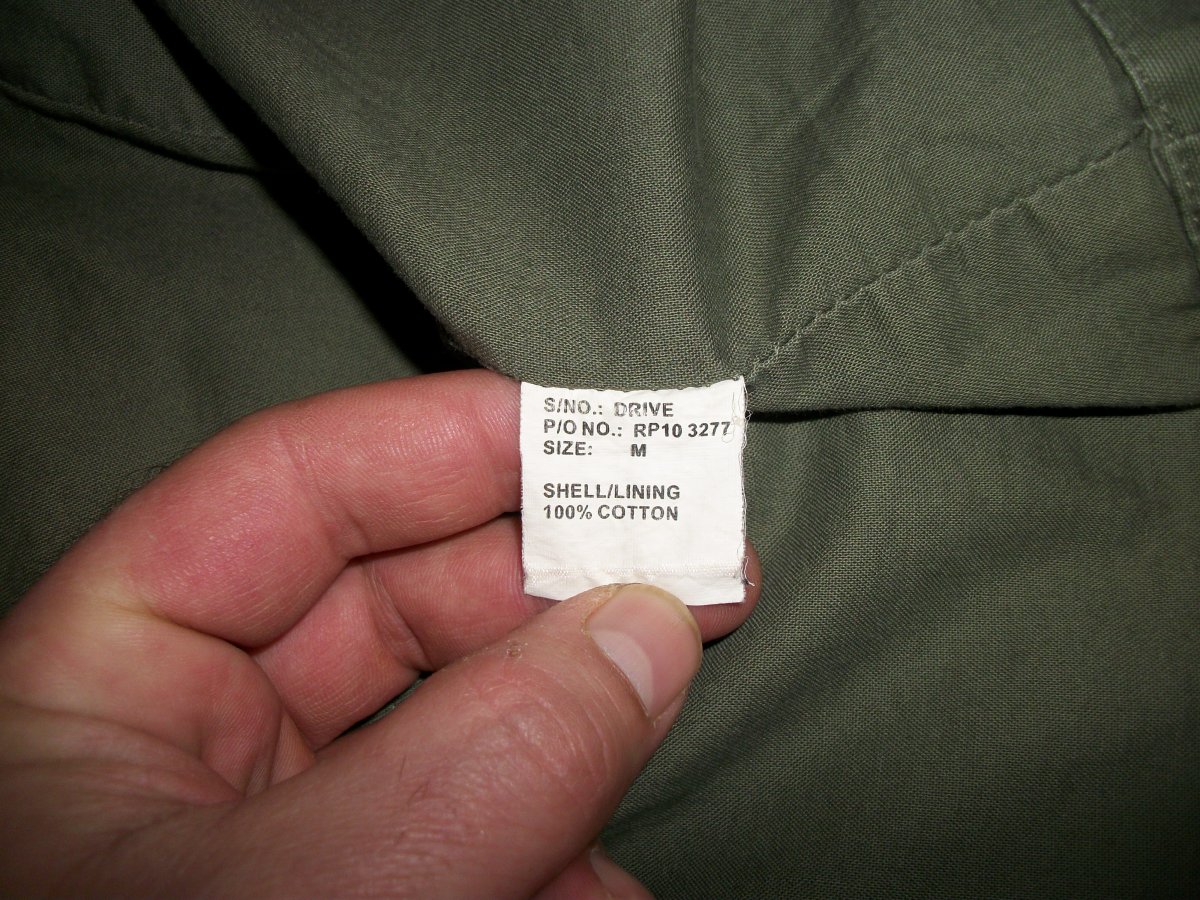 S/NO.: DRIVE
P/O NO.: RP10 3277
SIZE: M
SHELL/LINING
100% COTTON